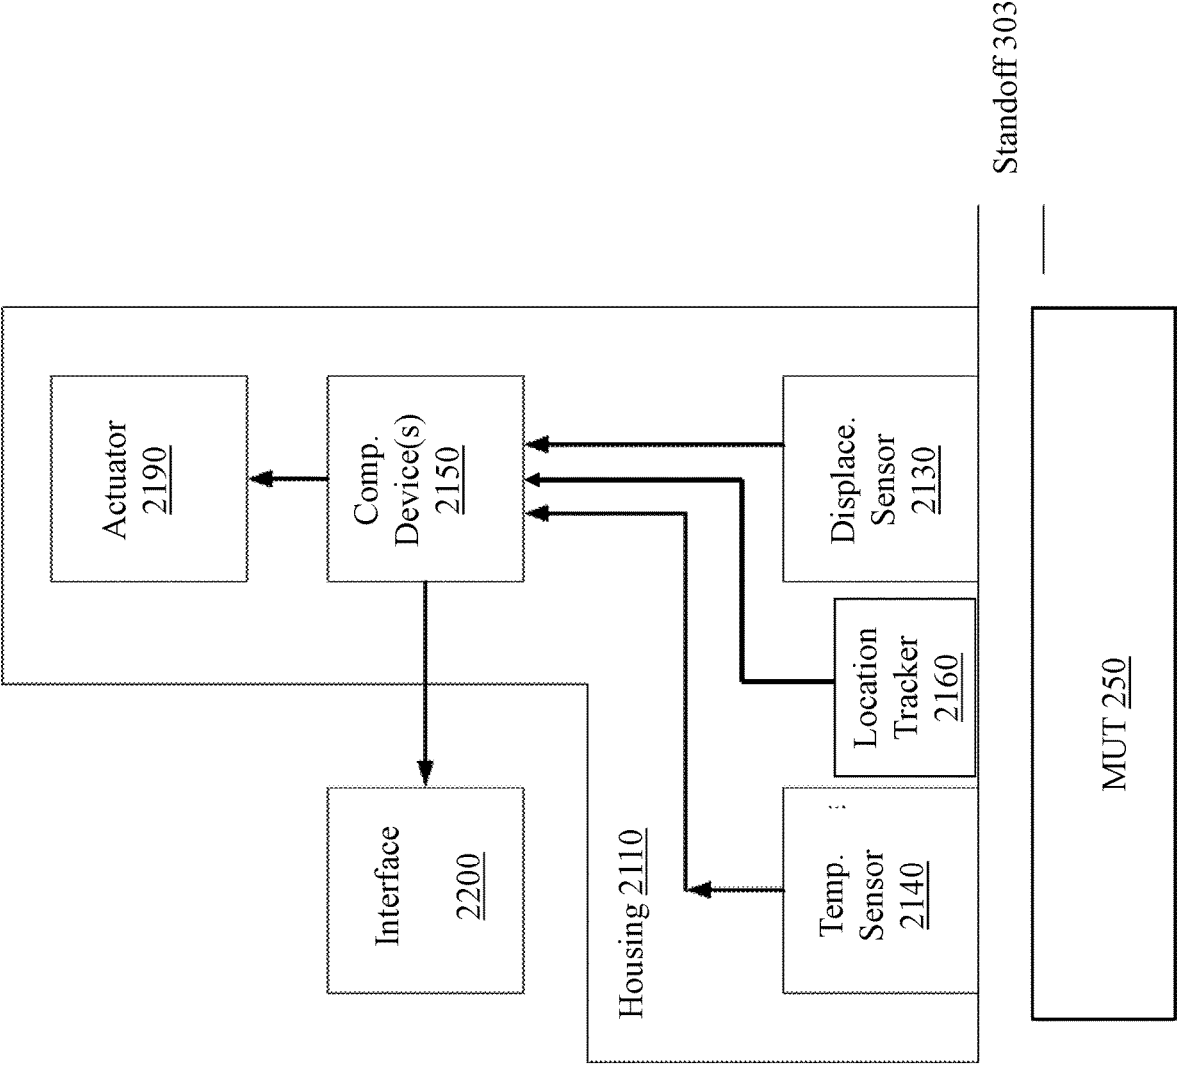 Standoff 303
Actuator
2190
Comp.
Device(s)
2150
Displace.
Sensor
2130
Location
Tracker
2160
MUT 250
Interface
2200
Housing 2110
Temp.
Sensor
2140